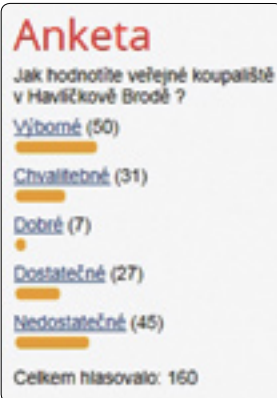 Anketa
Jak hodnotíte veřejné koupaliště
v Havlíčkově Brodě ?
Výborné (50)
Chvalitebné (31)
Dobré (7)
Dostatečné (27)
Nedostatečné (45)
Celkem hlasovalo: 160